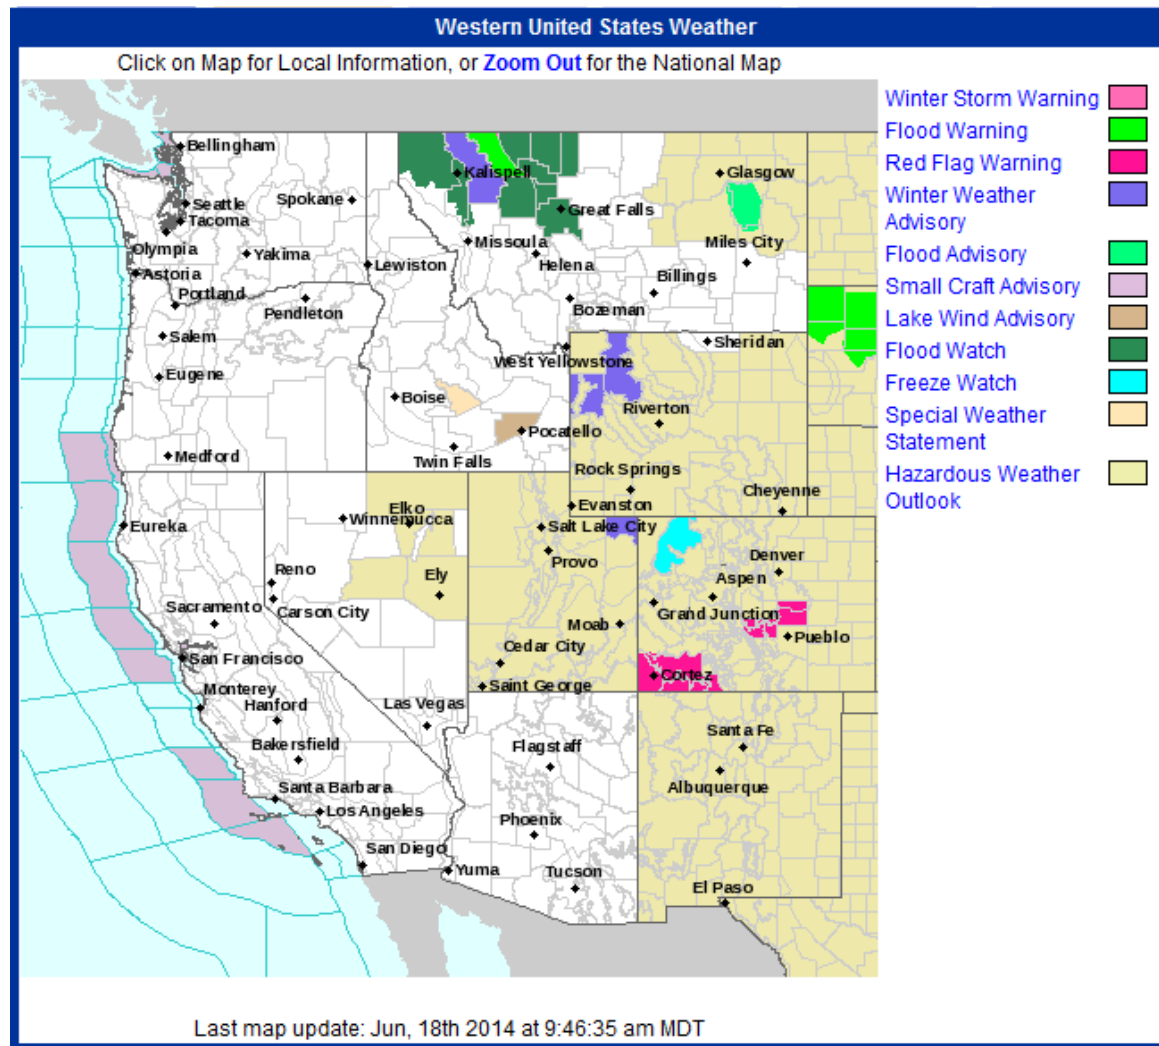 Western United States Weather
Click on Map for Local Information, or Zoom Out for the National Map
Winter Storm Warning
Flood Warning
Red Flag Warning
Winter Weather
Advisory
Flood Advisory
Small Craft Advisory
Lake Wind Advisory
Flood Watch
Freeze Watch
Special Weather
Statement
Hazardous Weather
Outlook
Bellingham
Kalispell
Glasgow
Seattle
Spokane
Great Falls
Tacoma
Olympia
Missoula
Miles City
Yakima
Helena
Astoria
Lewiston
Billings
Portland
Pendleton
Bozeman
Salem
Sheridan
West Yellowstone
Eugene
Boise
Riverton
Pocatello
Medford
Twin Falls
Rock Springs
Cheyenne
Evanston
Elko
Winnemucca
Eureka
Salt Lake City
Provo
Denver
Reno
Ely
Aspen
Sacramento
Carson City
Grand Junction
Moab
Pueblo
Cedar City
San Francisco
Cortez
Saint George
Monterey
Hanford
Las Vegas
Bakersfield
Flagstaff
Santa Fe
Albuquerque
Santa Barbara
Los Angeles
Phoenix
San Diego
Yuma
Tucson
El Paso
Last map update: Jun, 18th 2014 at 9:46:35 am MDT